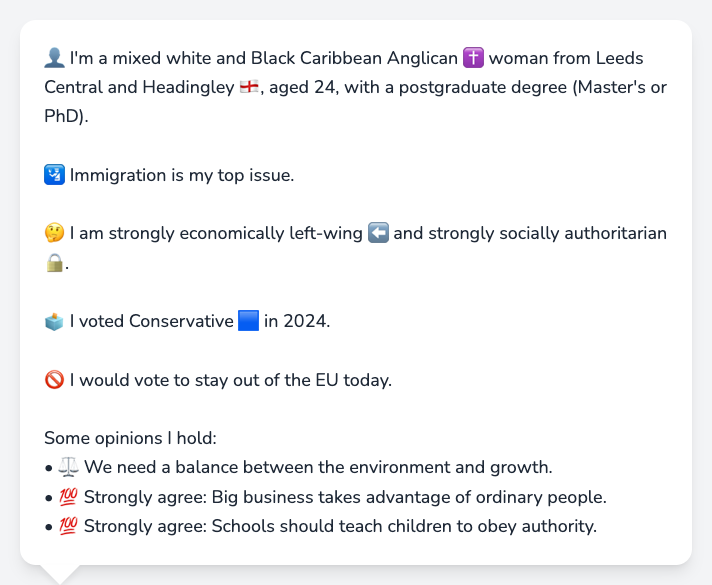 👤 I'm a mixed white and Black Caribbean Anglican ✝️ woman from Leeds
Central and Headingley 🏴󠁧󠁢󠁥󠁮󠁧󠁿, aged 24, with a postgraduate degree (Master's or
PhD).
🛂 Immigration is my top issue.
🤔 I am strongly economically left-wing ⬅️ and strongly socially authoritarian
🔒.
🗳️ I voted Conservative 🟦 in 2024.
🚫 I would vote to stay out of the EU today.
Some opinions I hold:
• ⚖️ We need a balance between the environment and growth.
• 💯 Strongly agree: Big business takes advantage of ordinary people.
• 💯 Strongly agree: Schools should teach children to obey authority.